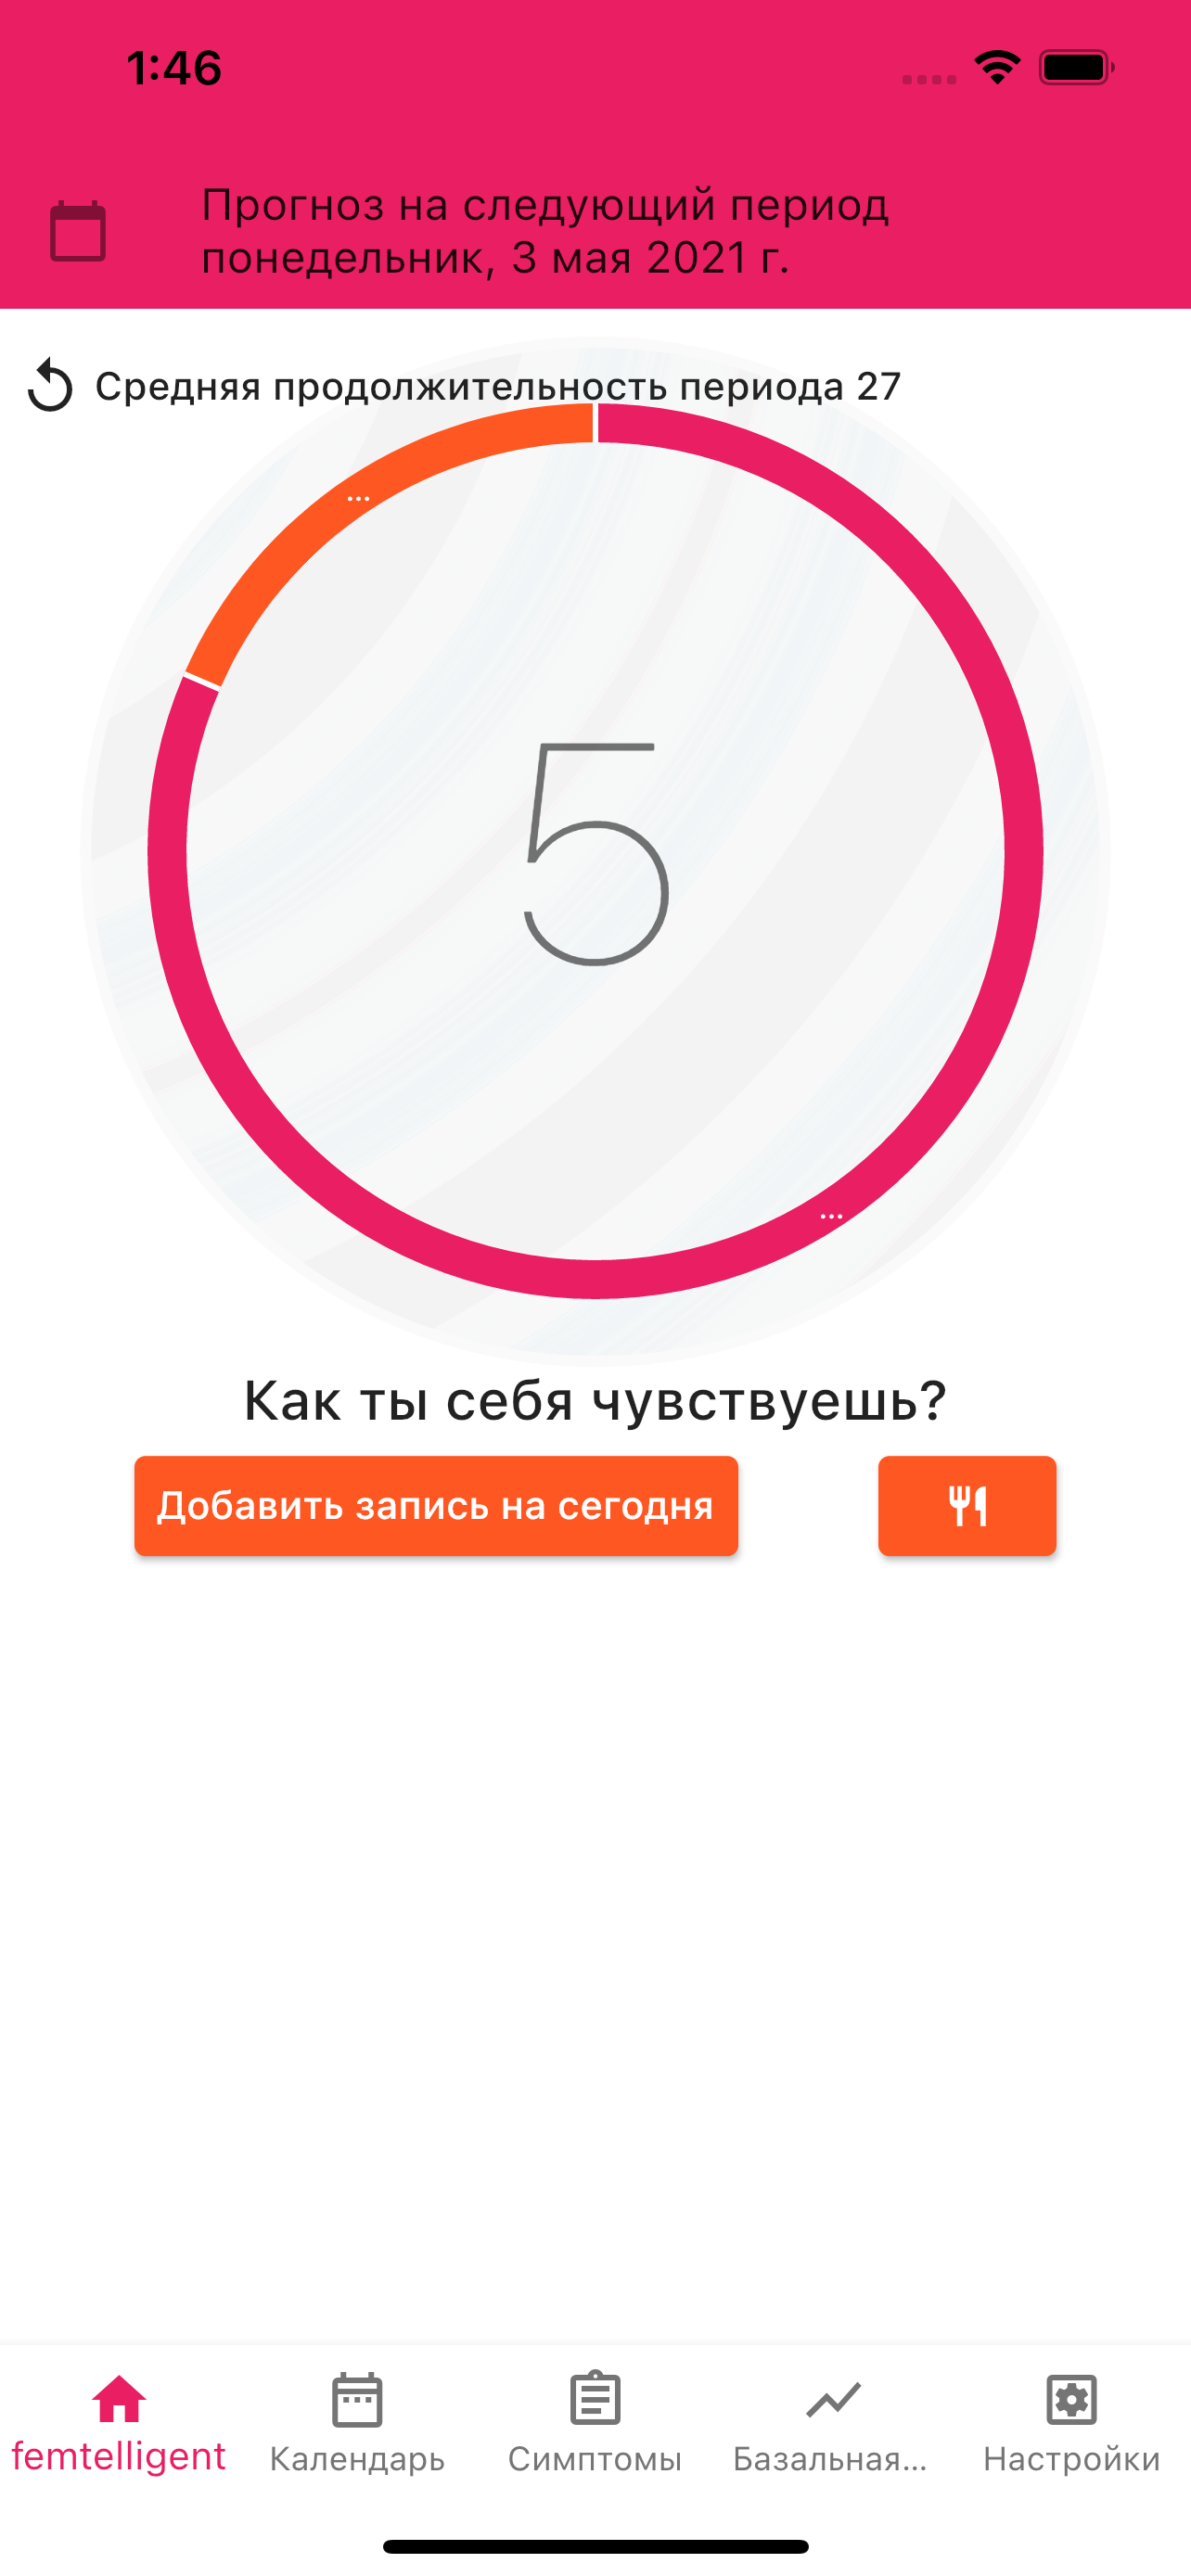 1:46
Прогноз на следующий период
понедельник, 3 мая 2021 г.
Средняя продолжительность периода 27
...
5
...
Как ты себя чувствуешь?
Добавить запись на сегодня
femtelligent
Календарь
Симптомы
Базальная...
Настройки